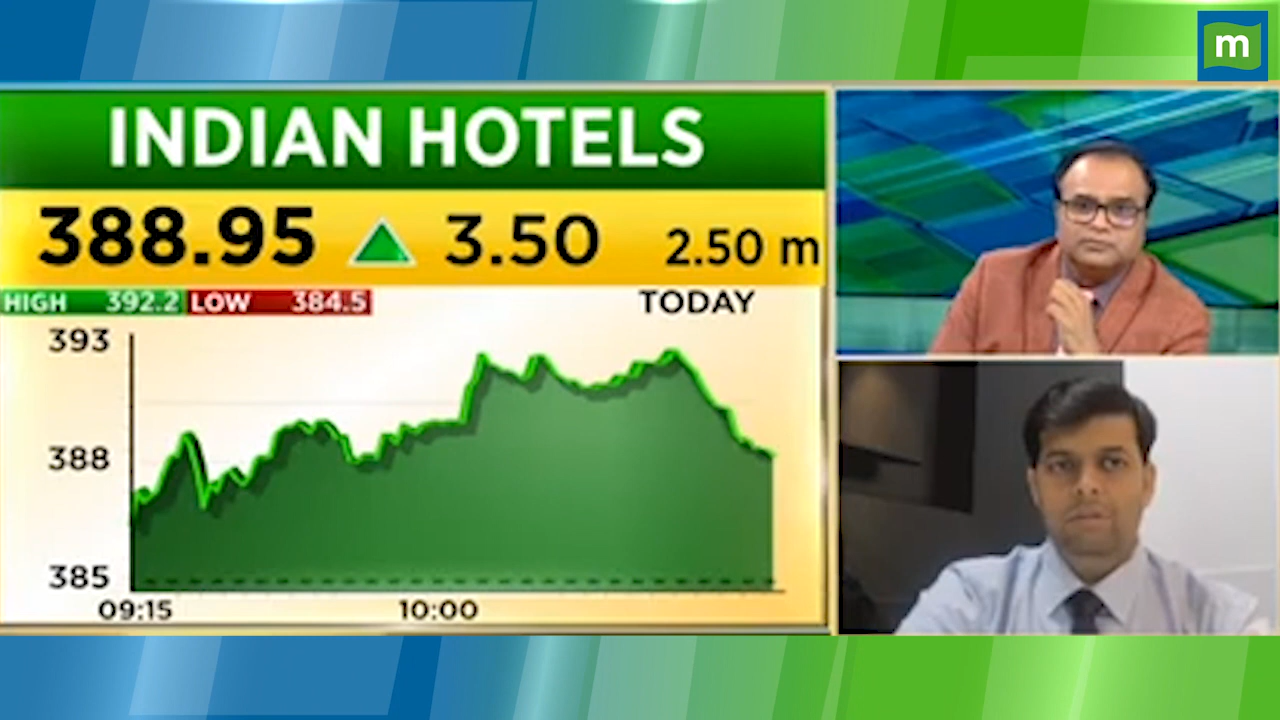 m
INDIAN HOTELS
388.95 ▲ 3.50 2.50 m
HIGH 392.2 LOW 384.5 TODAY
393
388
385
09:15 10:00